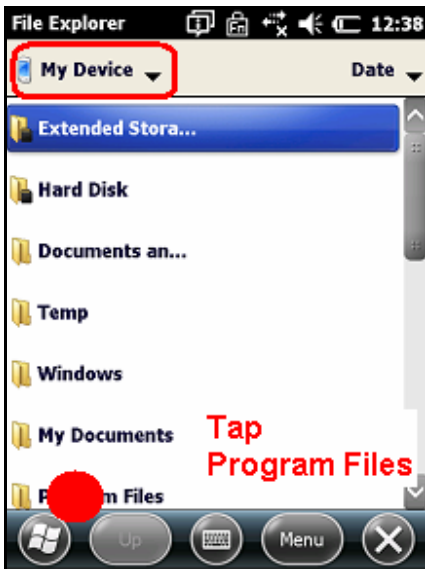 File Explorer 12:38
My Device Date
Extended Stora...
Hard Disk
Documents an...
Temp
Windows
My Documents
Tap
Program Files
m Files
Up Menu